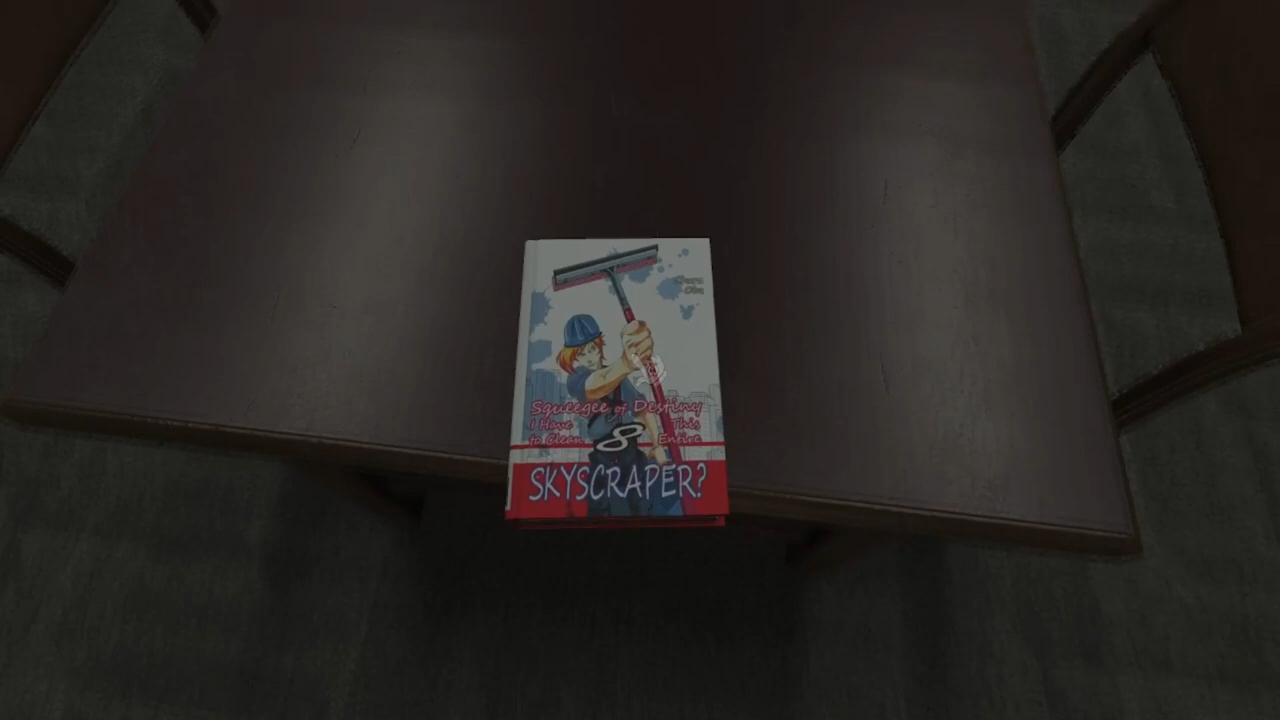 Squeegee of Destiny
I Have This
to Clean 8 Entire
SKYSCRAPER?